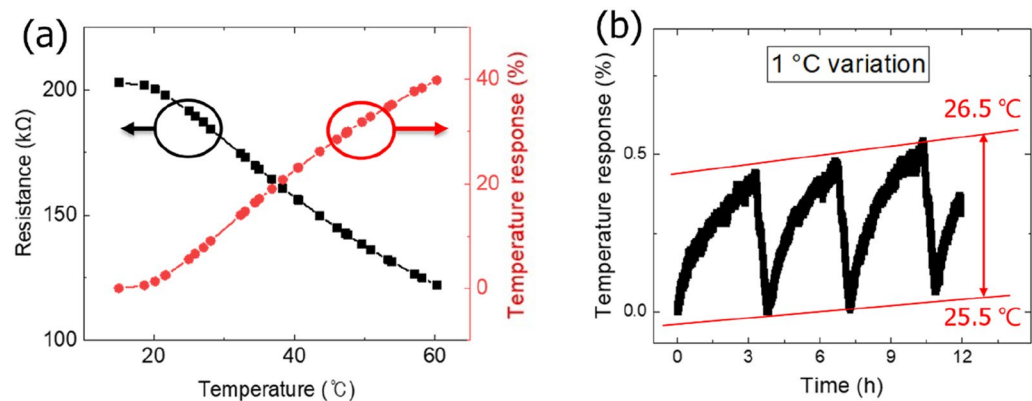 (a)
200
150
100
Resistance (kΩ)
20
40
60
Temperature (℃)
40
20
0
Temperature response (%)
(b)
1 °C variation
26.5 ℃
25.5 ℃
0.5
0.0
Temperature response (%)
0
3
6
9
12
Time (h)